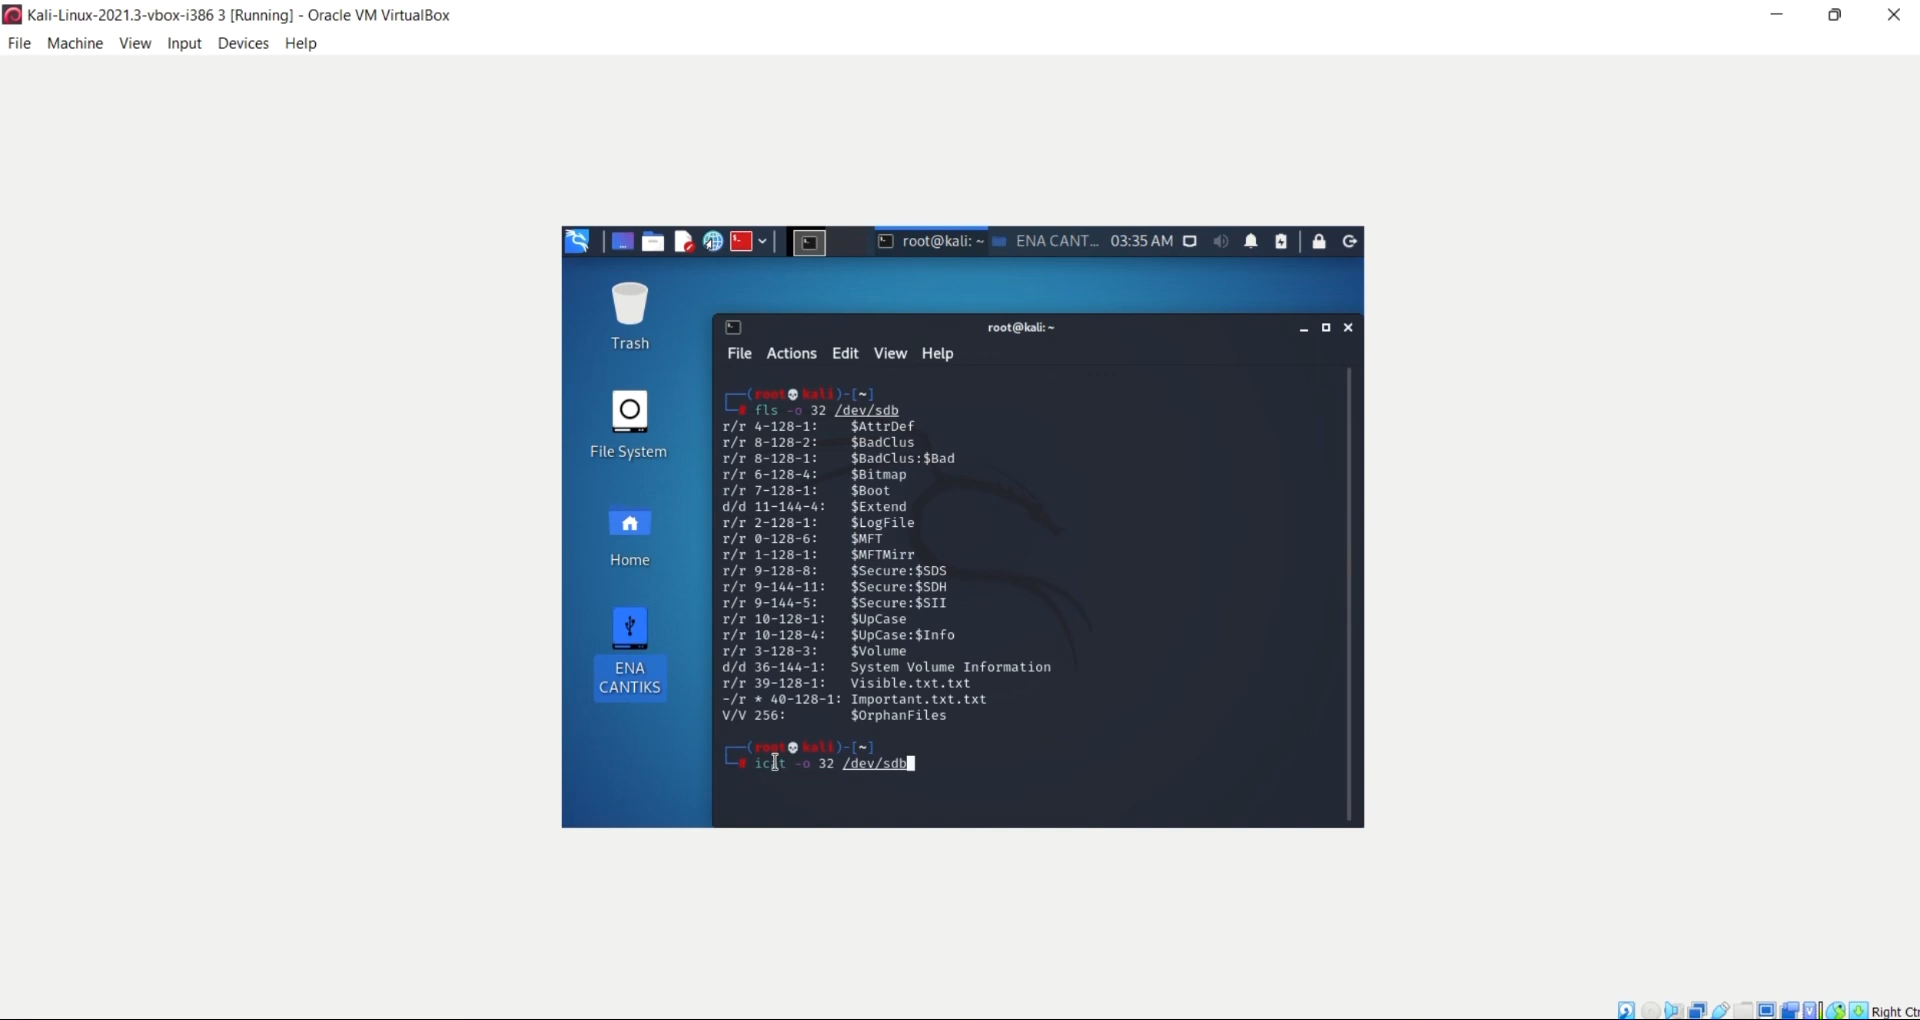 Kali-Linux-2021.3-vbox-i386 3 [Running] - Oracle VM VirtualBox
File Machine View Input Devices Help
root@kali: ~ ENA CANT... 03:35 AM
Trash
File System
Home
ENA
CANTIKS
root@kali: ~
File Actions Edit View Help
(root💀kali)-[~]
# fls -o 32 /dev/sdb
r/r 4-128-1: $AttrDef
r/r 8-128-2: $BadClus
r/r 8-128-1: $BadClus:$Bad
r/r 6-128-4: $Bitmap
r/r 7-128-1: $Boot
d/d 11-144-4: $Extend
r/r 2-128-1: $LogFile
r/r 0-128-6: $MFT
r/r 1-128-1: $MFTMirr
r/r 9-128-8: $Secure:$SDS
r/r 9-144-11: $Secure:$SDH
r/r 9-144-5: $Secure:$SII
r/r 10-128-1: $UpCase
r/r 10-128-4: $UpCase:$Info
r/r 3-128-3: $Volume
d/d 36-144-1: System Volume Information
r/r 39-128-1: Visible.txt.txt
-/r * 40-128-1: Important.txt.txt
V/V 256: $OrphanFiles
(root💀kali)-[~]
# -o 32 /dev/sdb
Right Ctr